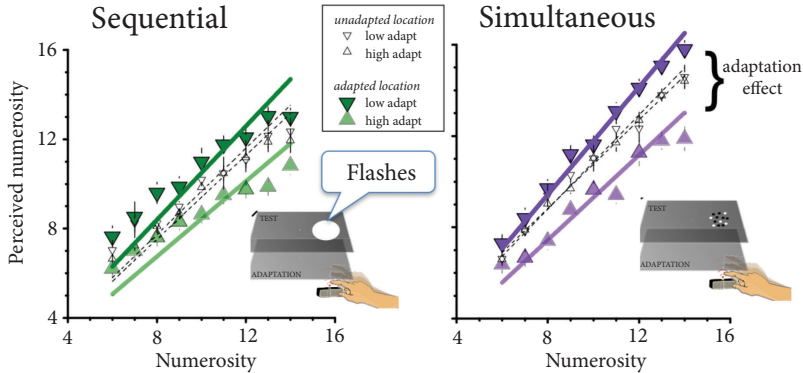 Sequential
Simultaneous
unadapted location
low adapt
high adapt
adapted location
low adapt
high adapt
adaptation
effect
Flashes
Perceived numerosity
16
12
8
4
TEST
ADAPTATION
4
8
12
16
Numerosity
TEST
ADAPTATION
4
8
12
16
Numerosity